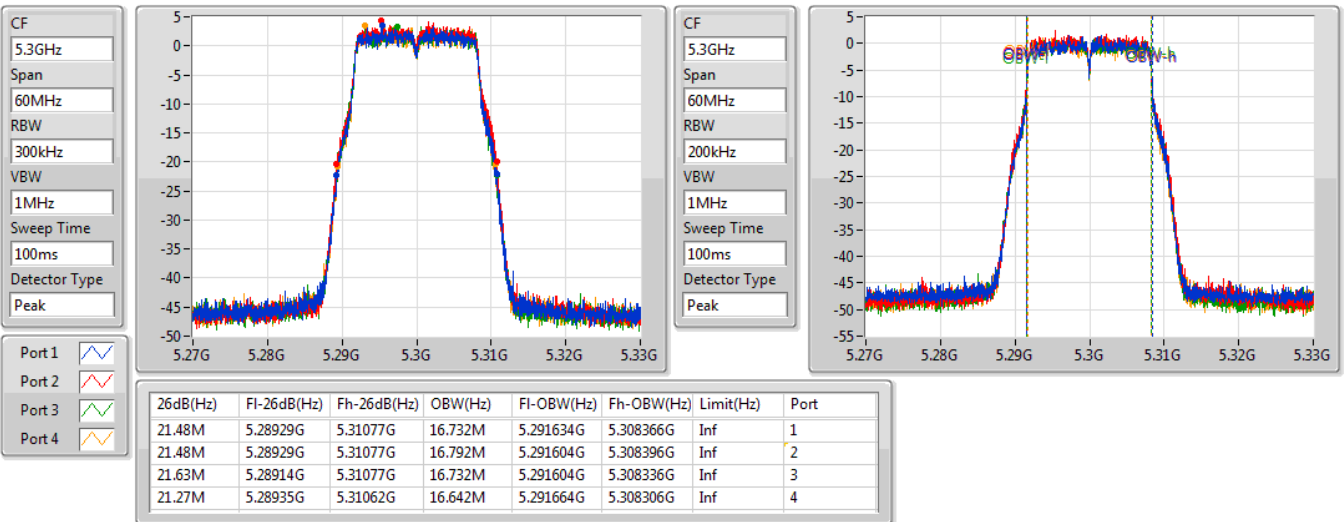 CF
5.3GHz
Span
60MHz
RBW
300kHz
VBW
1MHz
Sweep Time
100ms
Detector Type
Peak
5
0
-5
-10
-15
-20
-25
-30
-35
-40
-45
-50
5.27G 5.28G 5.29G 5.3G 5.31G 5.32G 5.33G
CF
5.3GHz
Span
60MHz
RBW
200kHz
VBW
1MHz
Sweep Time
100ms
Detector Type
Peak
5
0
-5
-10
-15
-20
-25
-30
-35
-40
-45
-50
-55
OBW-h
5.27G 5.28G 5.29G 5.3G 5.31G 5.32G 5.33G
Port 1
Port 2
Port 3
Port 4
26dB(Hz) Fl-26dB(Hz) Fh-26dB(Hz) OBW(Hz) Fl-OBW(Hz) Fh-OBW(Hz) Limit(Hz) Port
21.48M 5.28929G 5.31077G 16.732M 5.291634G 5.308366G Inf 1
21.48M 5.28929G 5.31077G 16.792M 5.291604G 5.308396G Inf 2
21.63M 5.28914G 5.31077G 16.732M 5.291604G 5.308336G Inf 3
21.27M 5.28935G 5.31062G 16.642M 5.291664G 5.308306G Inf 4